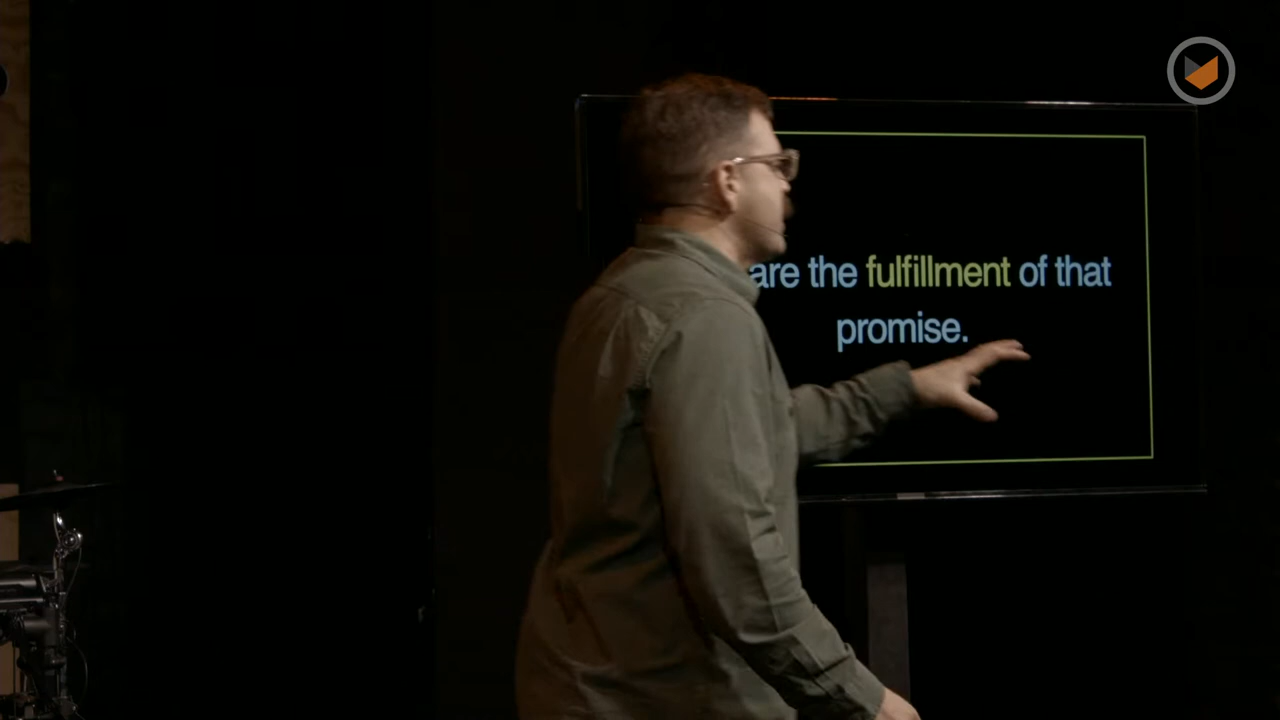 are the fulfillment of that
promise.